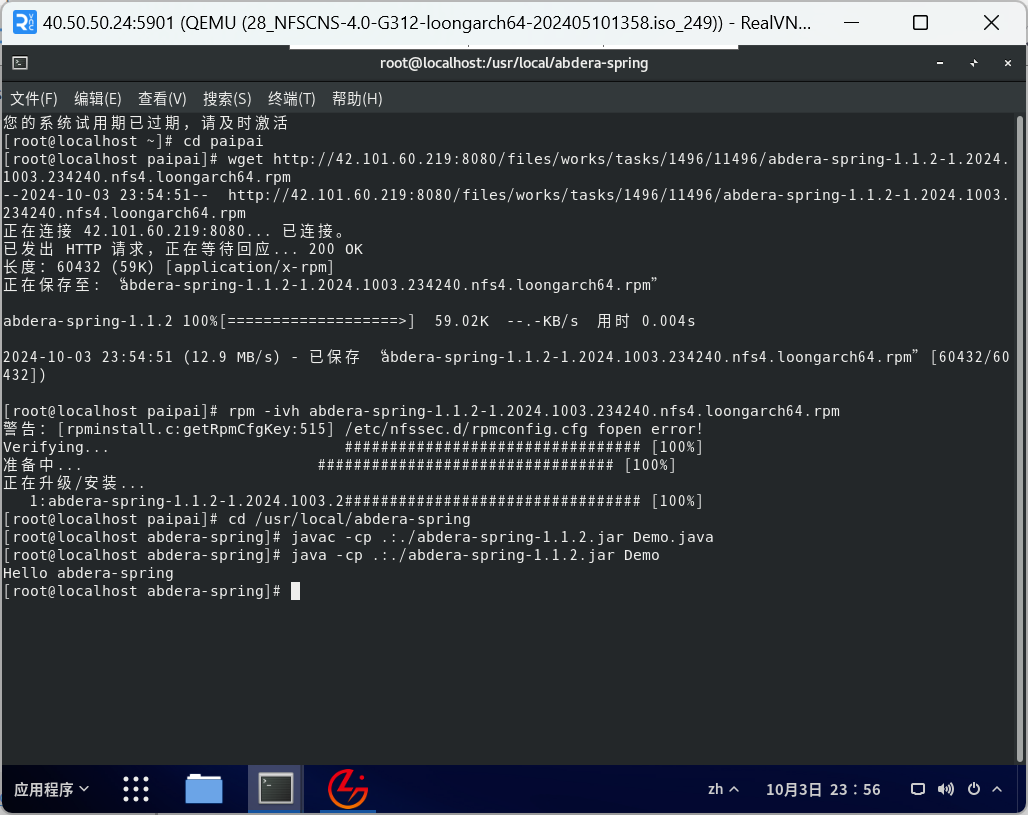 40.50.50.24:5901 (QEMU (28_NFSCNS-4.0-G312-loongarch64-202405101358.iso_249)) - RealVN...
root@localhost:/usr/local/abdera-spring
文件(F) 编辑(E) 查看(V) 搜索(S) 终端(T) 帮助(H)
您的系统试用期已过期，请及时激活
[root@localhost ~]# cd paipai
[root@localhost paipai]# wget http://42.101.60.219:8080/files/works/tasks/1496/11496/abdera-spring-1.1.2-1.2024.
1003.234240.nfs4.loongarch64.rpm
--2024-10-03 23:54:51--  http://42.101.60.219:8080/files/works/tasks/1496/11496/abdera-spring-1.1.2-1.2024.1003.
234240.nfs4.loongarch64.rpm
正在连接 42.101.60.219:8080... 已连接。
已发出 HTTP 请求，正在等待回应... 200 OK
长度：60432 (59K) [application/x-rpm]
正在保存至: “abdera-spring-1.1.2-1.2024.1003.234240.nfs4.loongarch64.rpm”
abdera-spring-1.1.2 100%[===================>]  59.02K  --.-KB/s  用时 0.004s
2024-10-03 23:54:51 (12.9 MB/s) - 已保存 “abdera-spring-1.1.2-1.2024.1003.234240.nfs4.loongarch64.rpm” [60432/60
432])
[root@localhost paipai]# rpm -ivh abdera-spring-1.1.2-1.2024.1003.234240.nfs4.loongarch64.rpm
警告：[rpminstall.c:getRpmCfgKey:515] /etc/nfssec.d/rpmconfig.cfg fopen error!
Verifying...                          ################################# [100%]
准备中...                          ################################# [100%]
正在升级/安装...
   1:abdera-spring-1.1.2-1.2024.1003.2################################# [100%]
[root@localhost paipai]# cd /usr/local/abdera-spring
[root@localhost abdera-spring]# javac -cp .:./abdera-spring-1.1.2.jar Demo.java
[root@localhost abdera-spring]# java -cp .:./abdera-spring-1.1.2.jar Demo
Hello abdera-spring
[root@localhost abdera-spring]#
应用程序 zh 10月3日 23：56